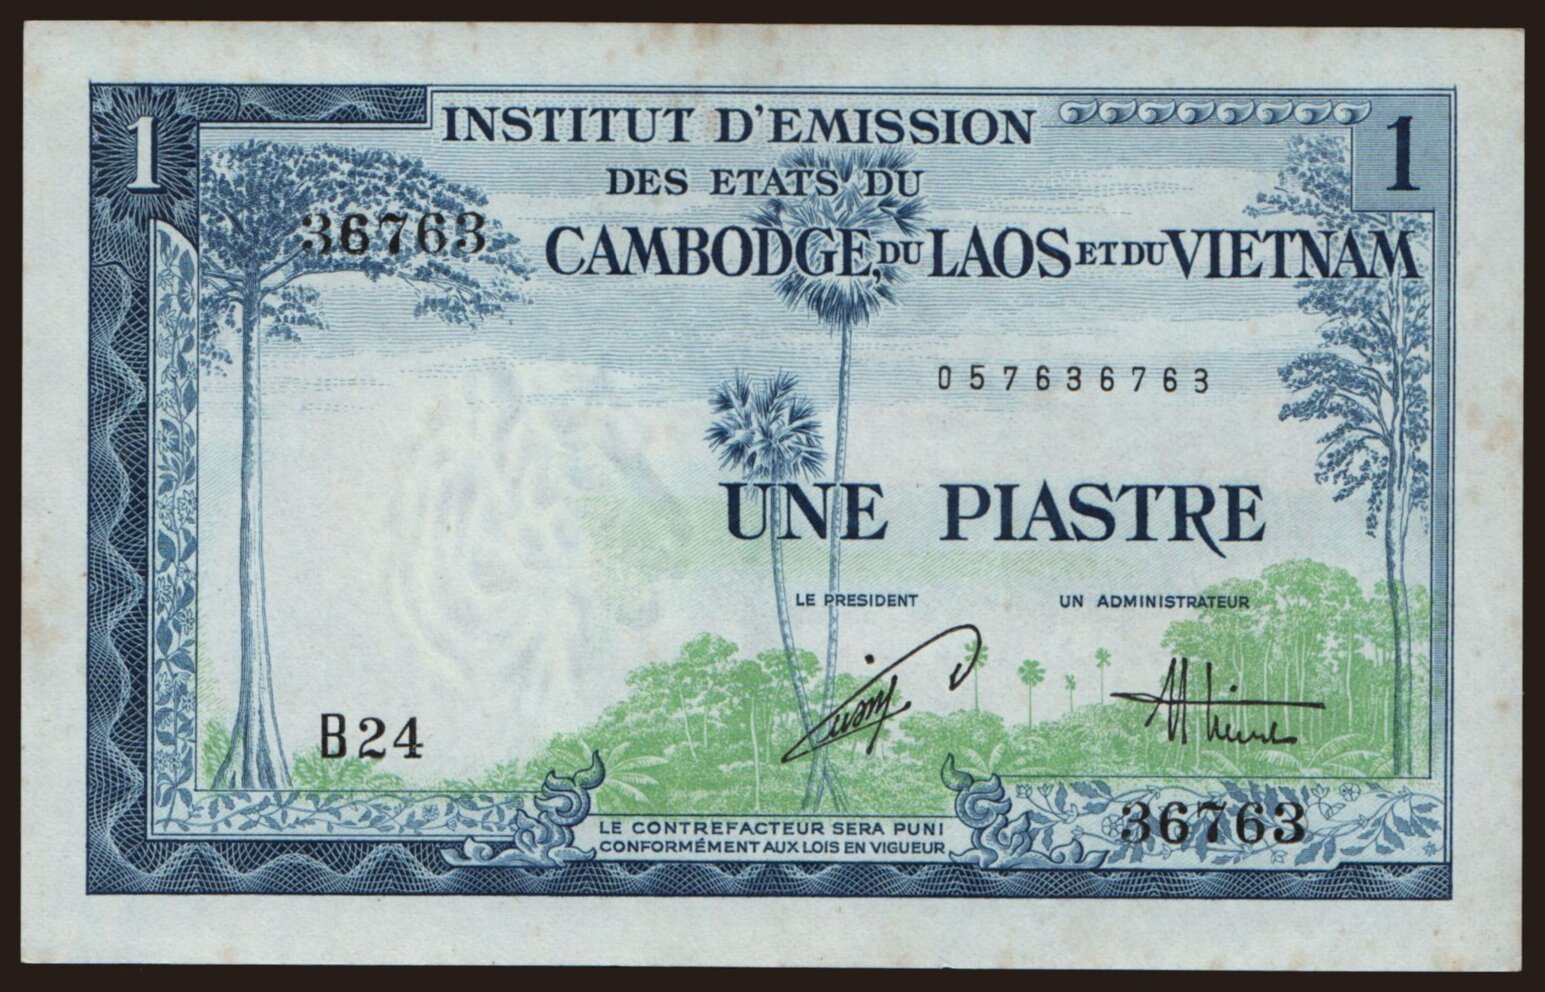 1
INSTITUT D'EMISSION
1
DES ETATS DU
36763
CAMBODGE, DU LAOS ET DU VIETNAM
057636763
UNE PIASTRE
LE PRESIDENT
UN ADMINISTRATEUR
B24
36763
LE CONTREFACTEUR SERA PUNI
CONFORMÉMENT AUX LOIS EN VIGUEUR